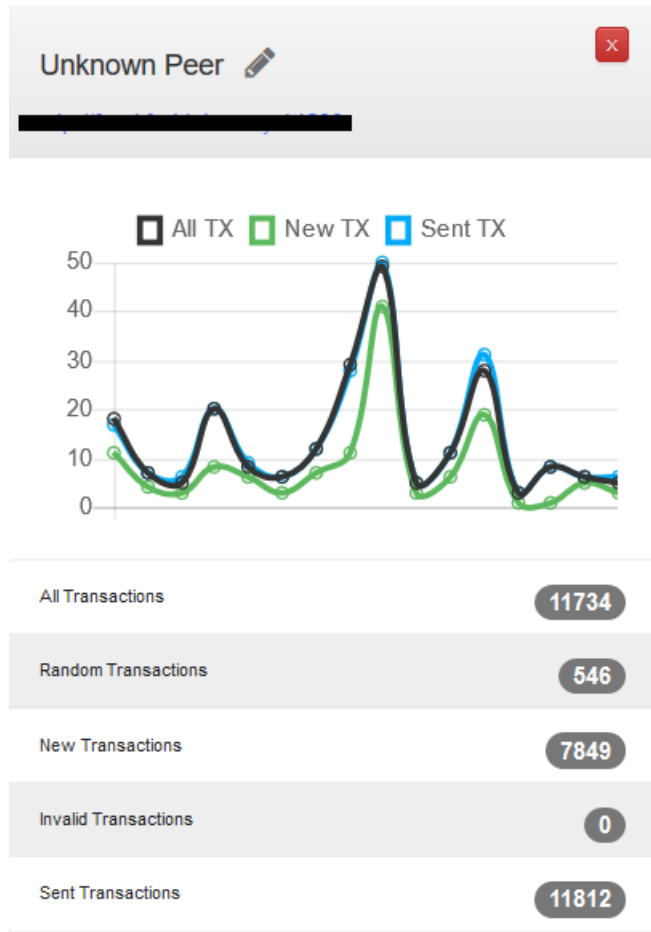 Unknown Peer
X
All TX New TX Sent TX
50
40
30
20
10
0
All Transactions 11734
Random Transactions 546
New Transactions 7849
Invalid Transactions 0
Sent Transactions 11812